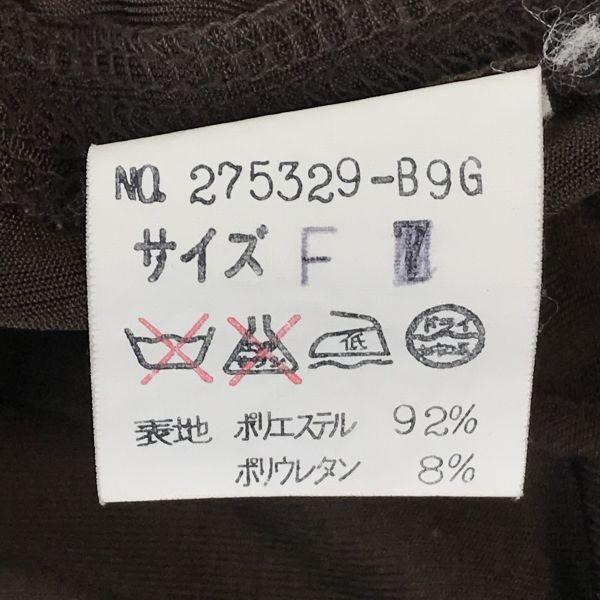 NO. 275329-B9G
サイズ F 7
低 ドライ
表地 ポリエステル 92%
ポリウレタン 8%